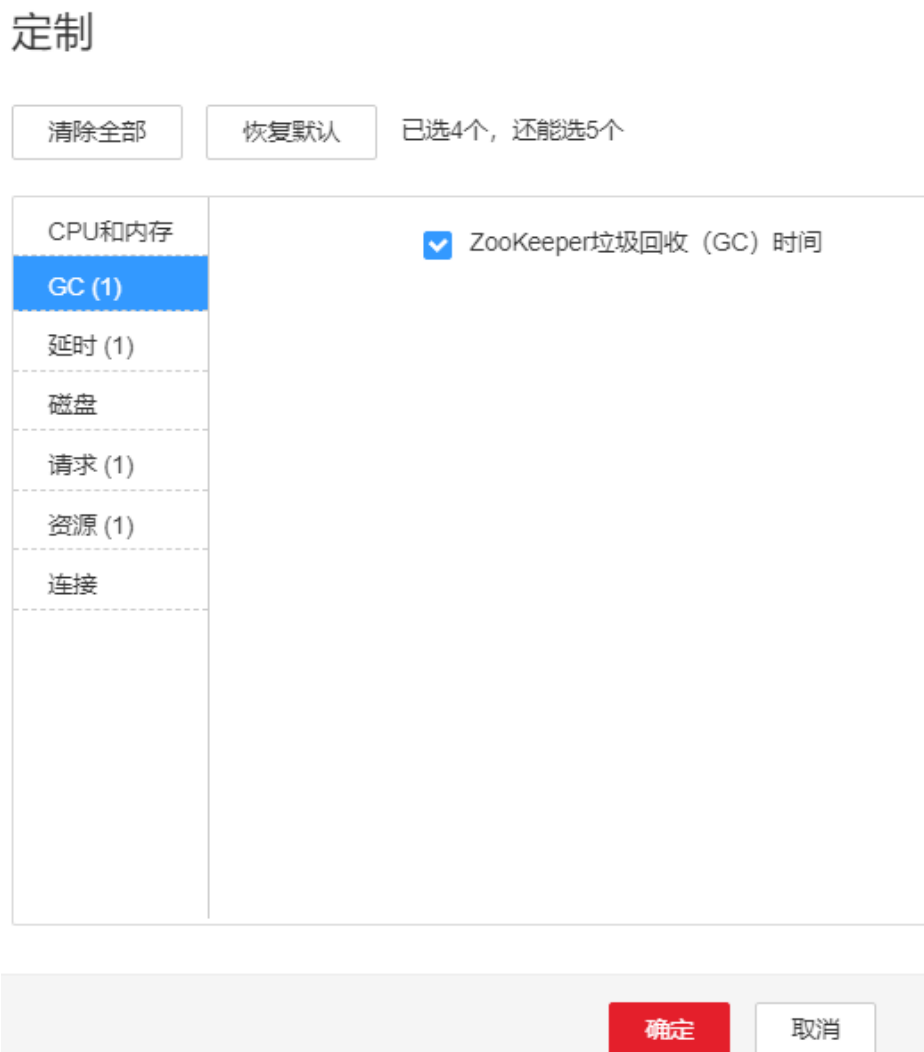 定制
清除全部
恢复默认
已选4个，还能选5个
CPU和内存
ZooKeeper垃圾回收（GC）时间
GC (1)
延时 (1)
磁盘
请求 (1)
资源 (1)
连接
确定
取消